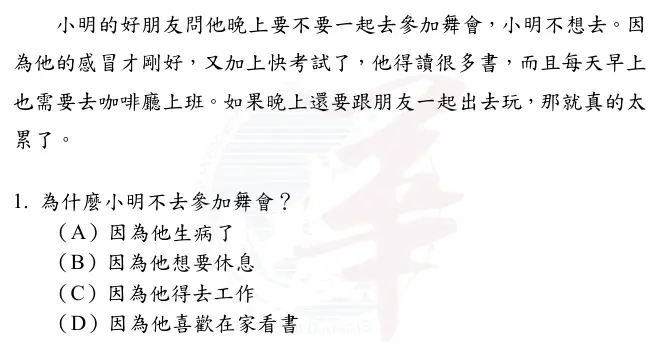 小明的好朋友問他晚上要不要一起去參加舞會，小明不想去。因
為他的感冒才剛好，又加上快考試了，他得讀很多書，而且每天早上
也需要去咖啡廳上班。如果晚上還要跟朋友一起出去玩，那就真的太
累了。
1. 為什麼小明不去參加舞會？
（A）因為他生病了
（B）因為他想要休息
（C）因為他得去工作
（D）因為他喜歡在家看書